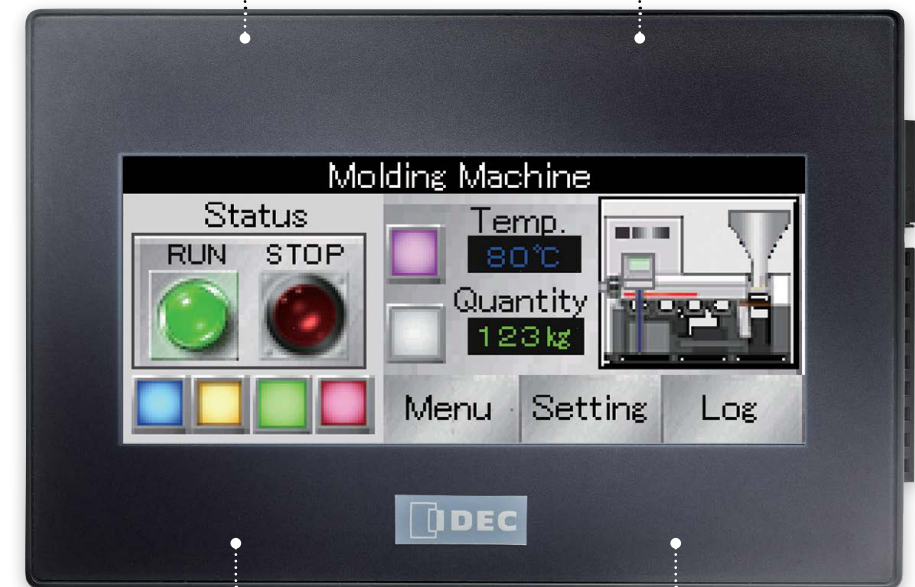 Molding Machine
Status
RUN STOP
Temp.
80℃
Quantity
123㎏
Menu Setting Log
IDEC